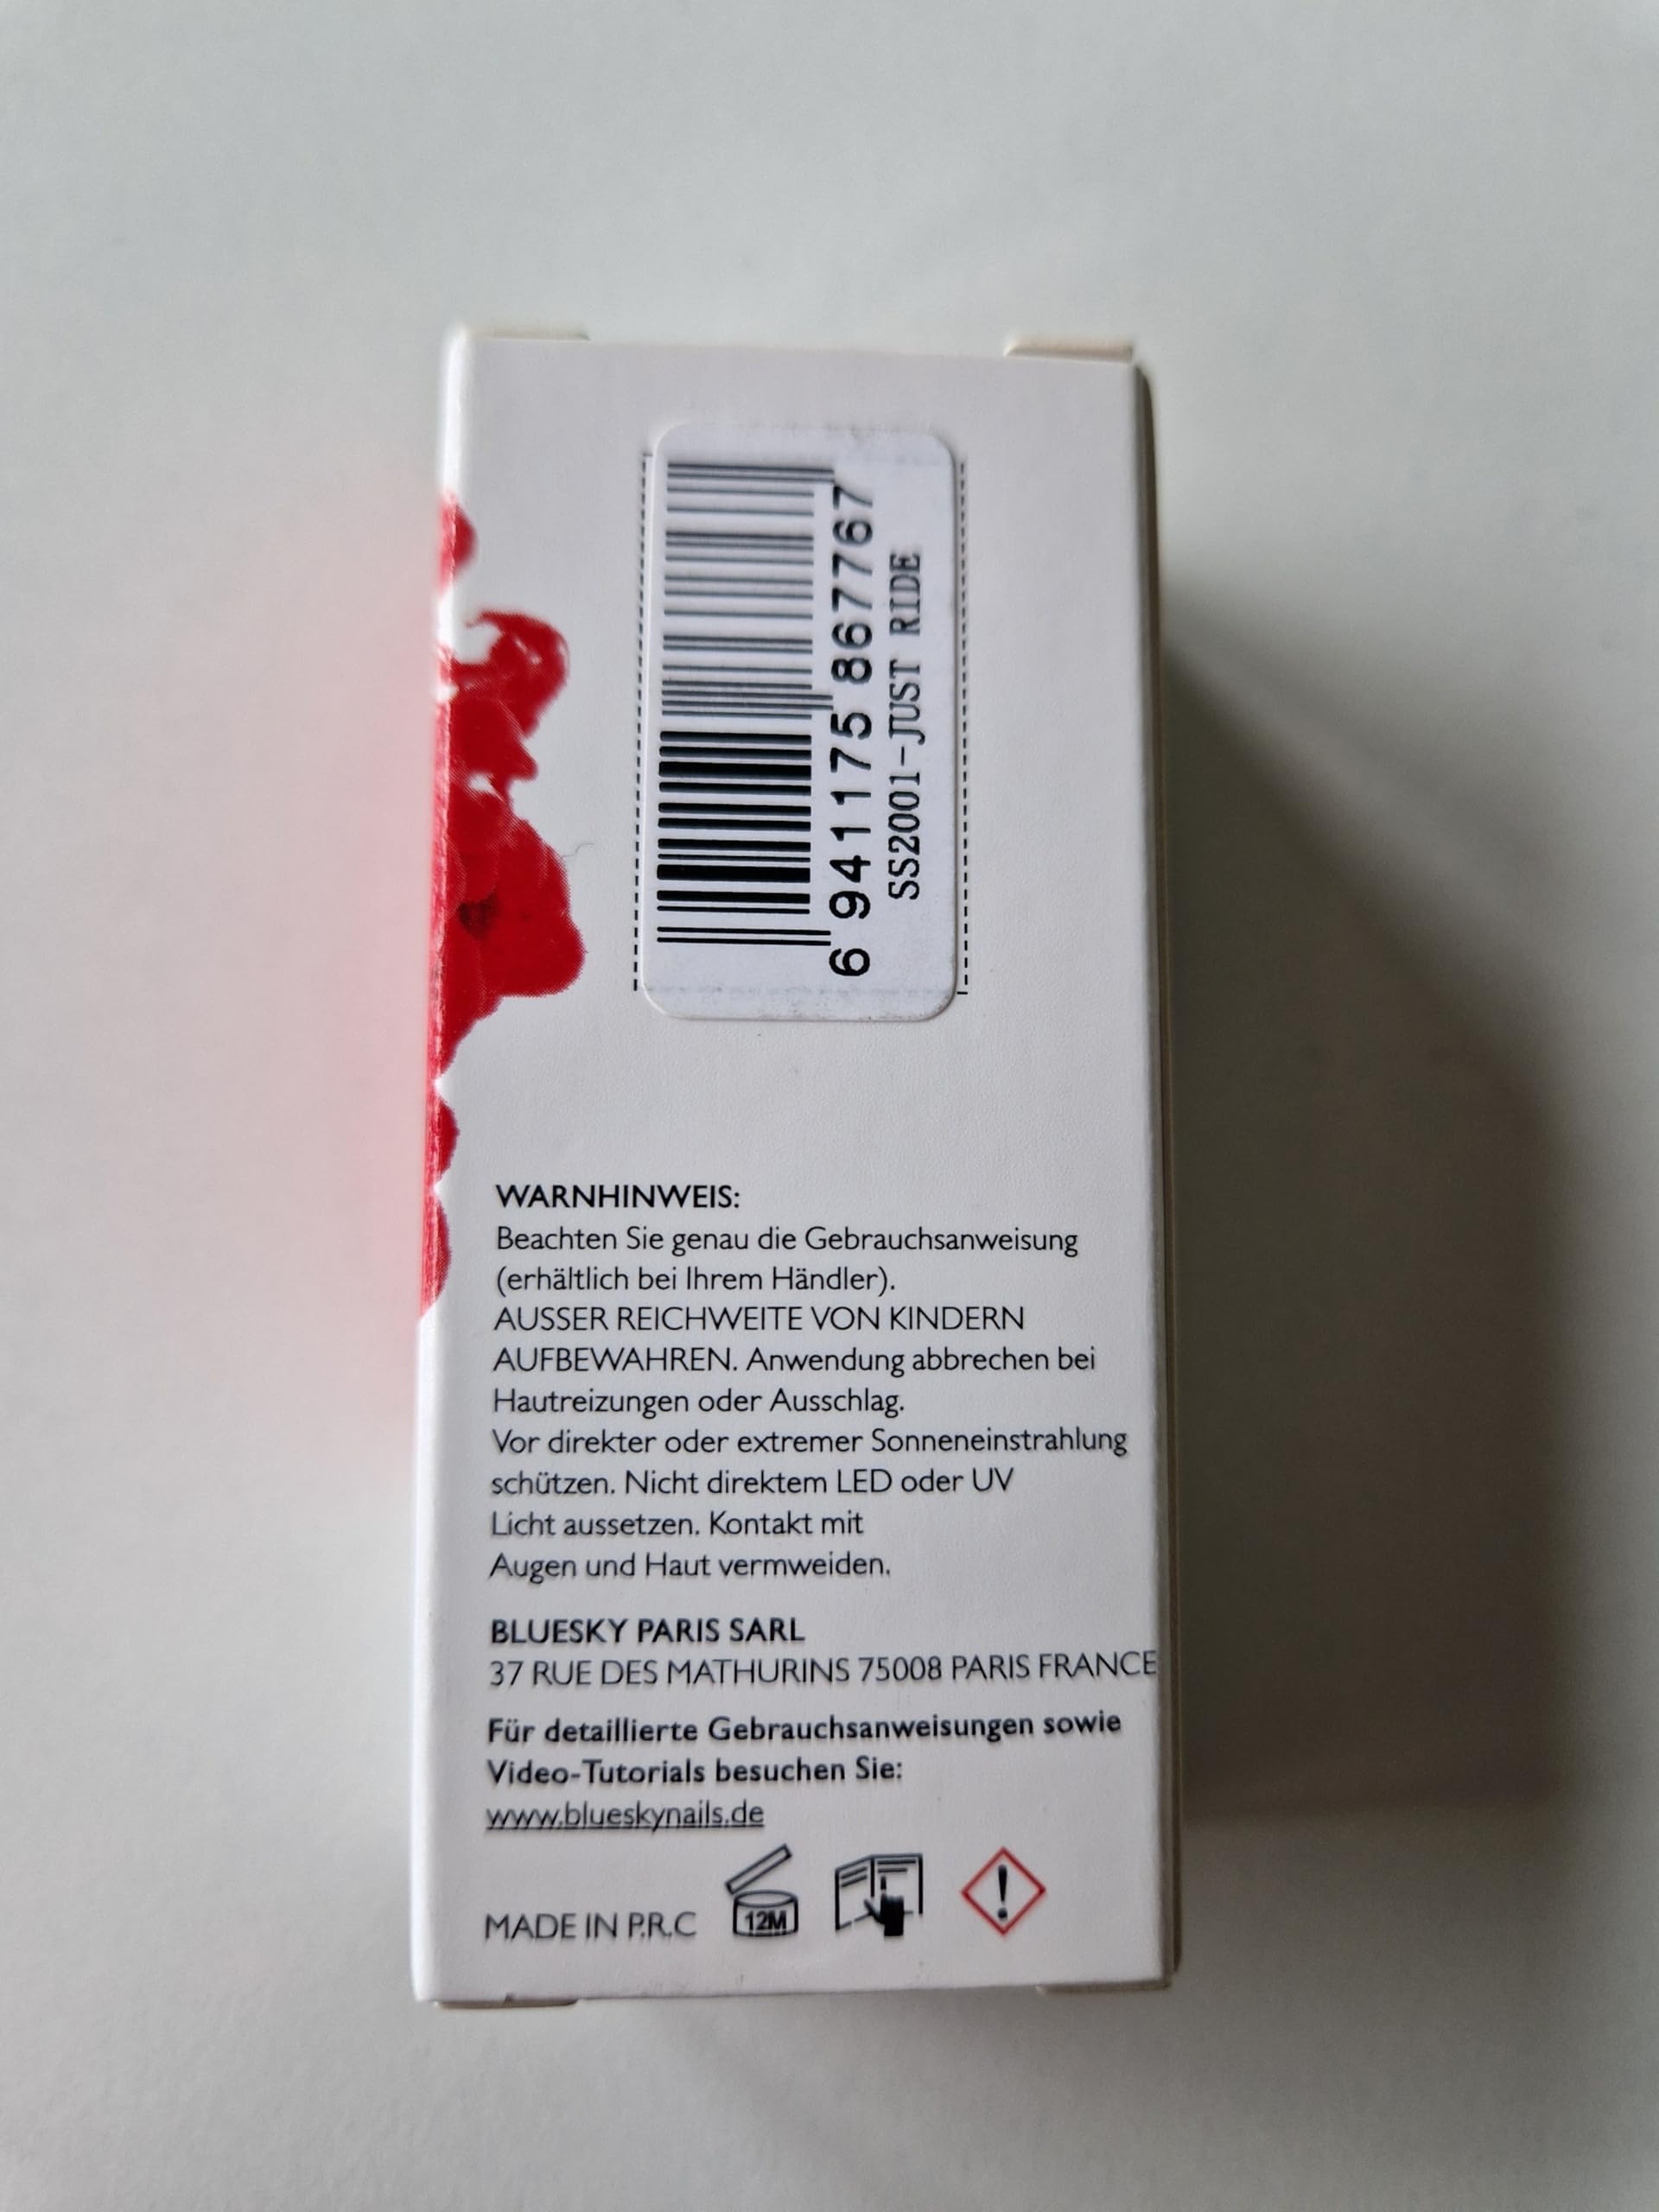 6 941175 867767
SS2001-JUST RIDE
WARNHINWEIS:
Beachten Sie genau die Gebrauchsanweisung
(erhältlich bei Ihrem Händler).
AUSSER REICHWEITE VON KINDERN
AUFBEWAHREN. Anwendung abbrechen bei
Hautreizungen oder Ausschlag.
Vor direkter oder extremer Sonneneinstrahlung
schützen. Nicht direktem LED oder UV
Licht aussetzen. Kontakt mit
Augen und Haut vermweiden.
BLUESKY PARIS SARL
37 RUE DES MATHURINS 75008 PARIS FRANCE
Für detaillierte Gebrauchsanweisungen sowie
Video-Tutorials besuchen Sie:
www.blueskynails.de
MADE IN P.R.C
12M